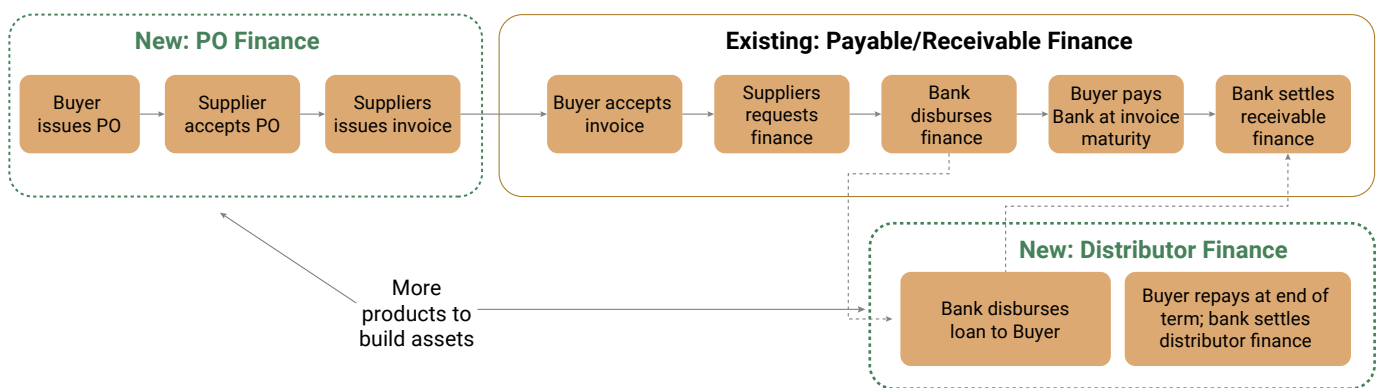 New: PO Finance
Buyer
issues PO
Supplier
accepts PO
Suppliers
issues invoice
Existing: Payable/Receivable Finance
Buyer accepts
invoice
Suppliers
requests
finance
Bank
disburses
finance
Buyer pays
Bank at invoice
maturity
Bank settles
receivable
finance
More
products to
build assets
New: Distributor Finance
Bank disburses
loan to Buyer
Buyer repays at end of
term; bank settles
distributor finance